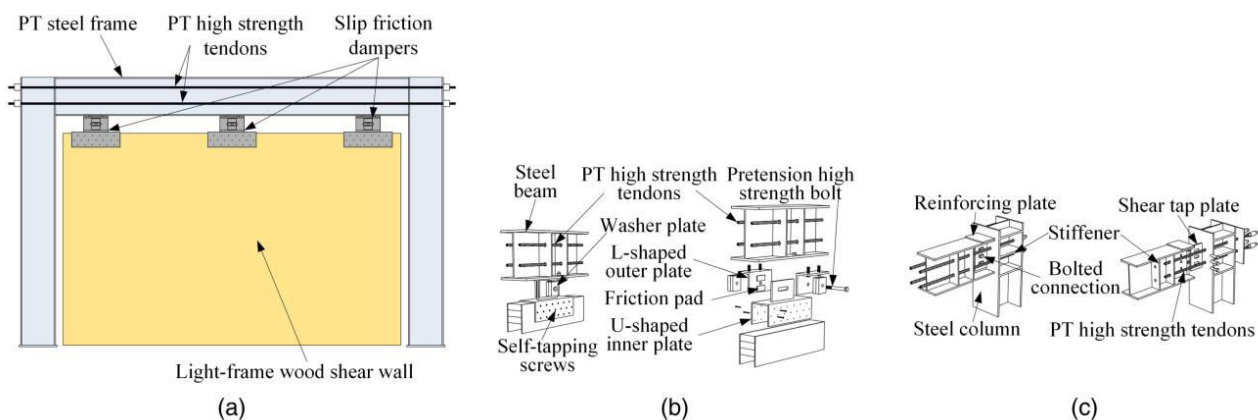 PT steel frame
PT high strength
tendons
Slip friction
dampers
Light-frame wood shear wall
(a)
Steel
beam
PT high strength
tendons
Pretension high
strength bolt
Washer plate
L-shaped
outer plate
Friction pad
U-shaped
inner plate
Self-tapping
screws
(b)
Reinforcing plate
Shear tap plate
Stiffener
Bolted
connection
Steel column
PT high strength tendons
(c)